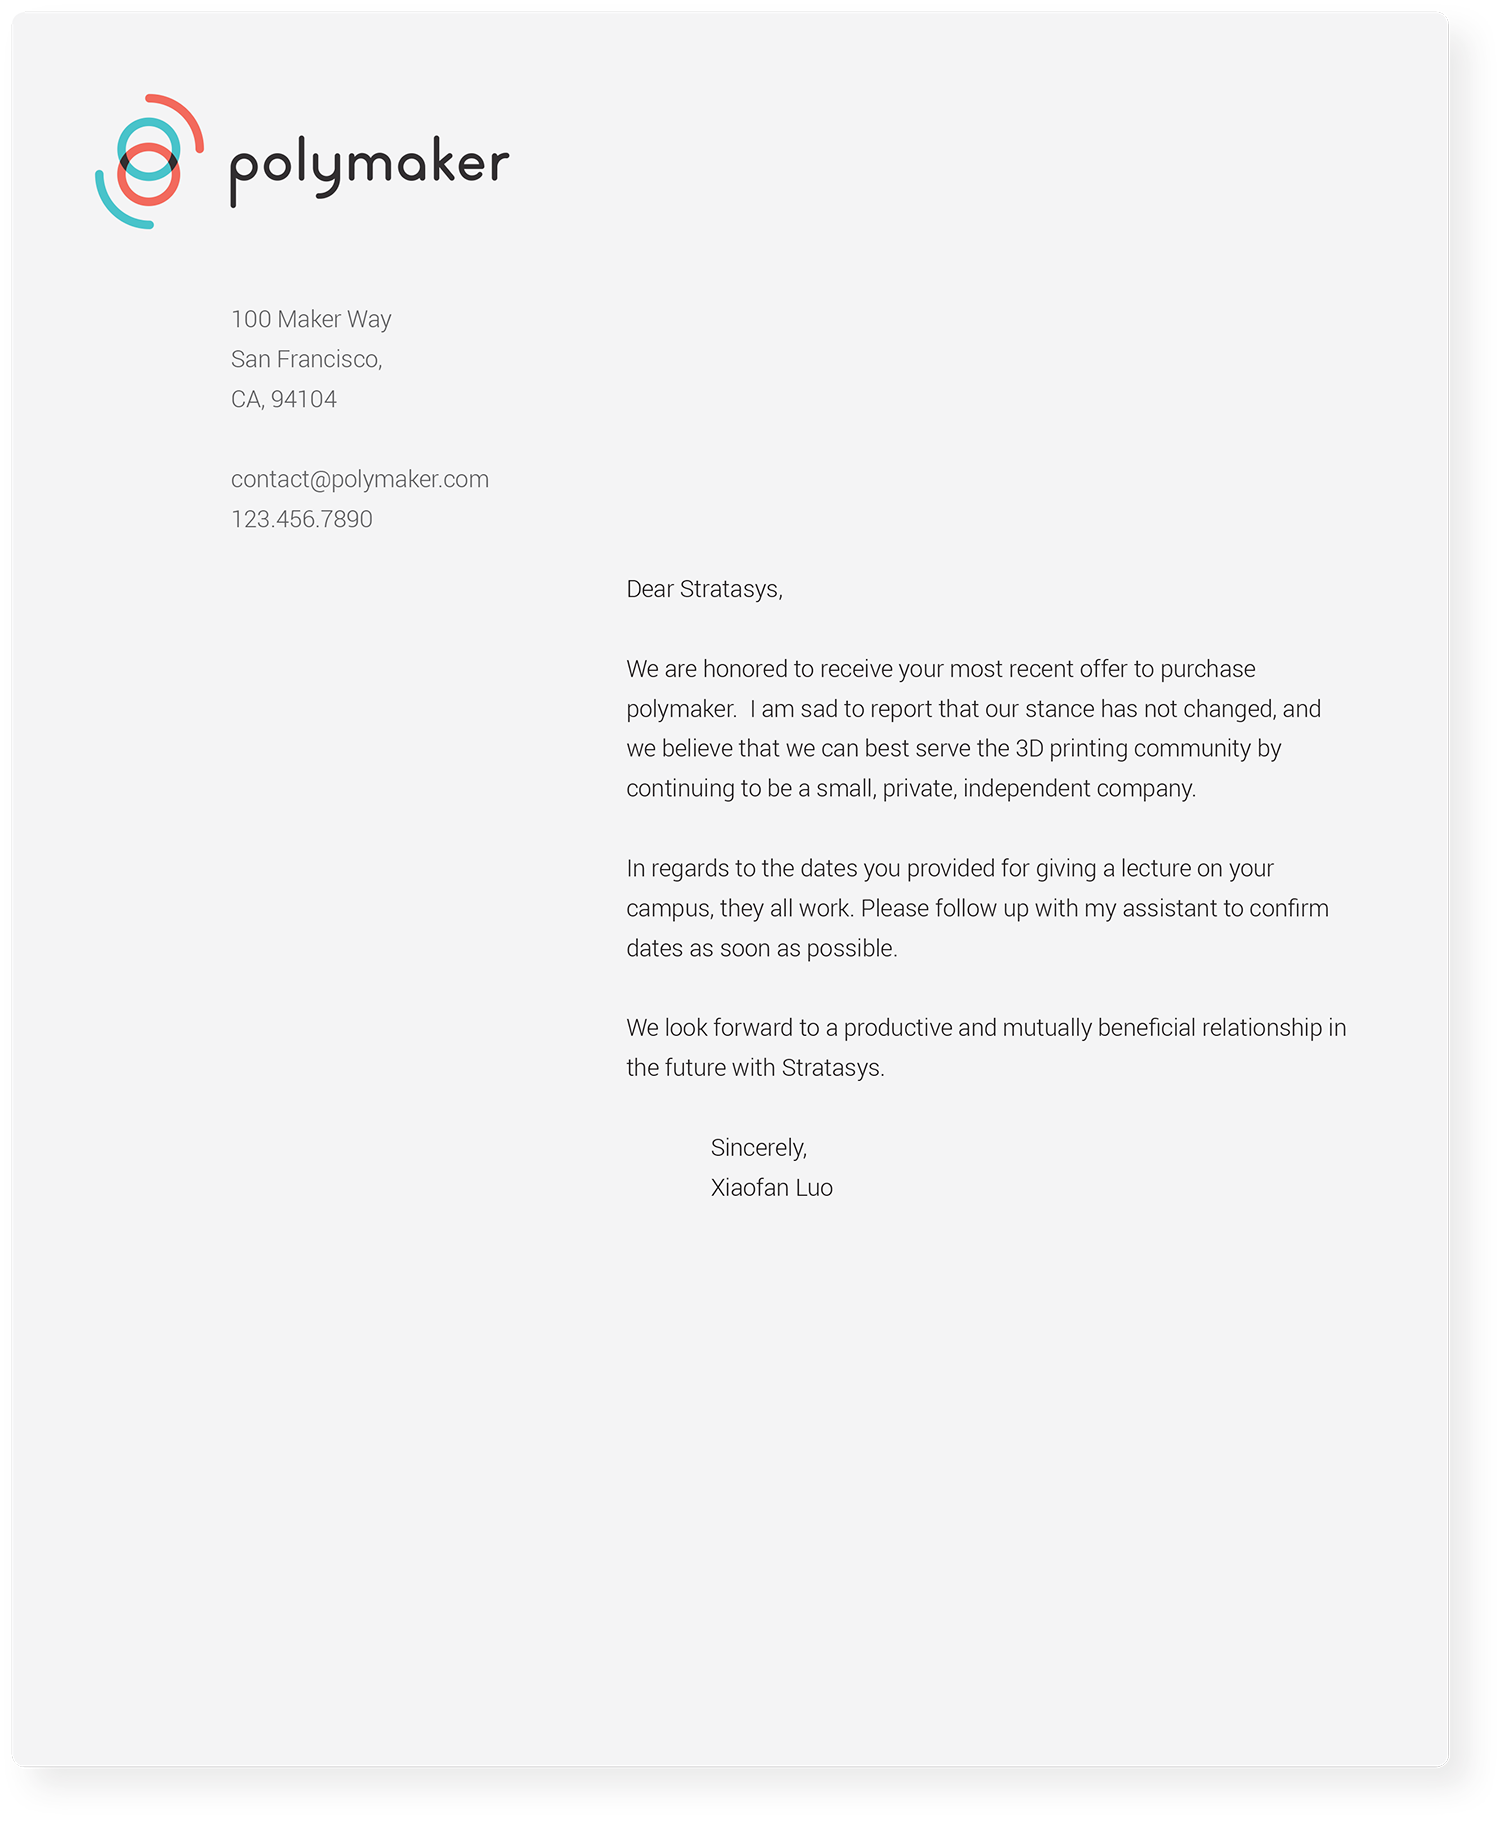 polymaker
100 Maker Way
San Francisco,
CA, 94104
contact@polymaker.com
123.456.7890
Dear Stratasys,
We are honored to receive your most recent offer to purchase
polymaker.  I am sad to report that our stance has not changed, and
we believe that we can best serve the 3D printing community by
continuing to be a small, private, independent company.
In regards to the dates you provided for giving a lecture on your
campus, they all work. Please follow up with my assistant to confirm
dates as soon as possible.
We look forward to a productive and mutually beneficial relationship in
the future with Stratasys.
Sincerely,
Xiaofan Luo